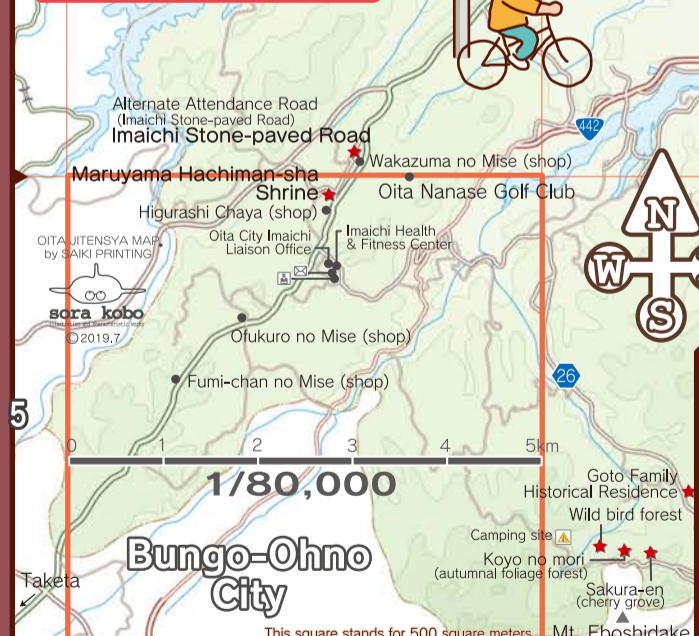 442
Alternate Attendance Road
(Imaichi Stone-paved Road)
Imaichi Stone-paved Road
Wakazuma no Mise (shop)
Maruyama Hachiman-sha
Shrine
Oita Nanase Golf Club
Higurashi Chaya (shop)
N
W
S
Oita City Imaichi
Liaison Office
Imaichi Health
& Fitness Center
OITA JITENSYA MAP
by SAIKI PRINTING
sora kobo
©2019.7
Ofukuro no Mise (shop)
Fumi-chan no Mise (shop)
26
5
0 1 2 3 4 5km
1/80,000
Goto Family
Historical Residence
Wild bird forest
Camping site
Koyo no mori
(autumnal foliage forest)
Sakura-en
(cherry grove)
Bungo-Ohno
City
Taketa
This square stands for 500 square meters
Mt. Eboshidake